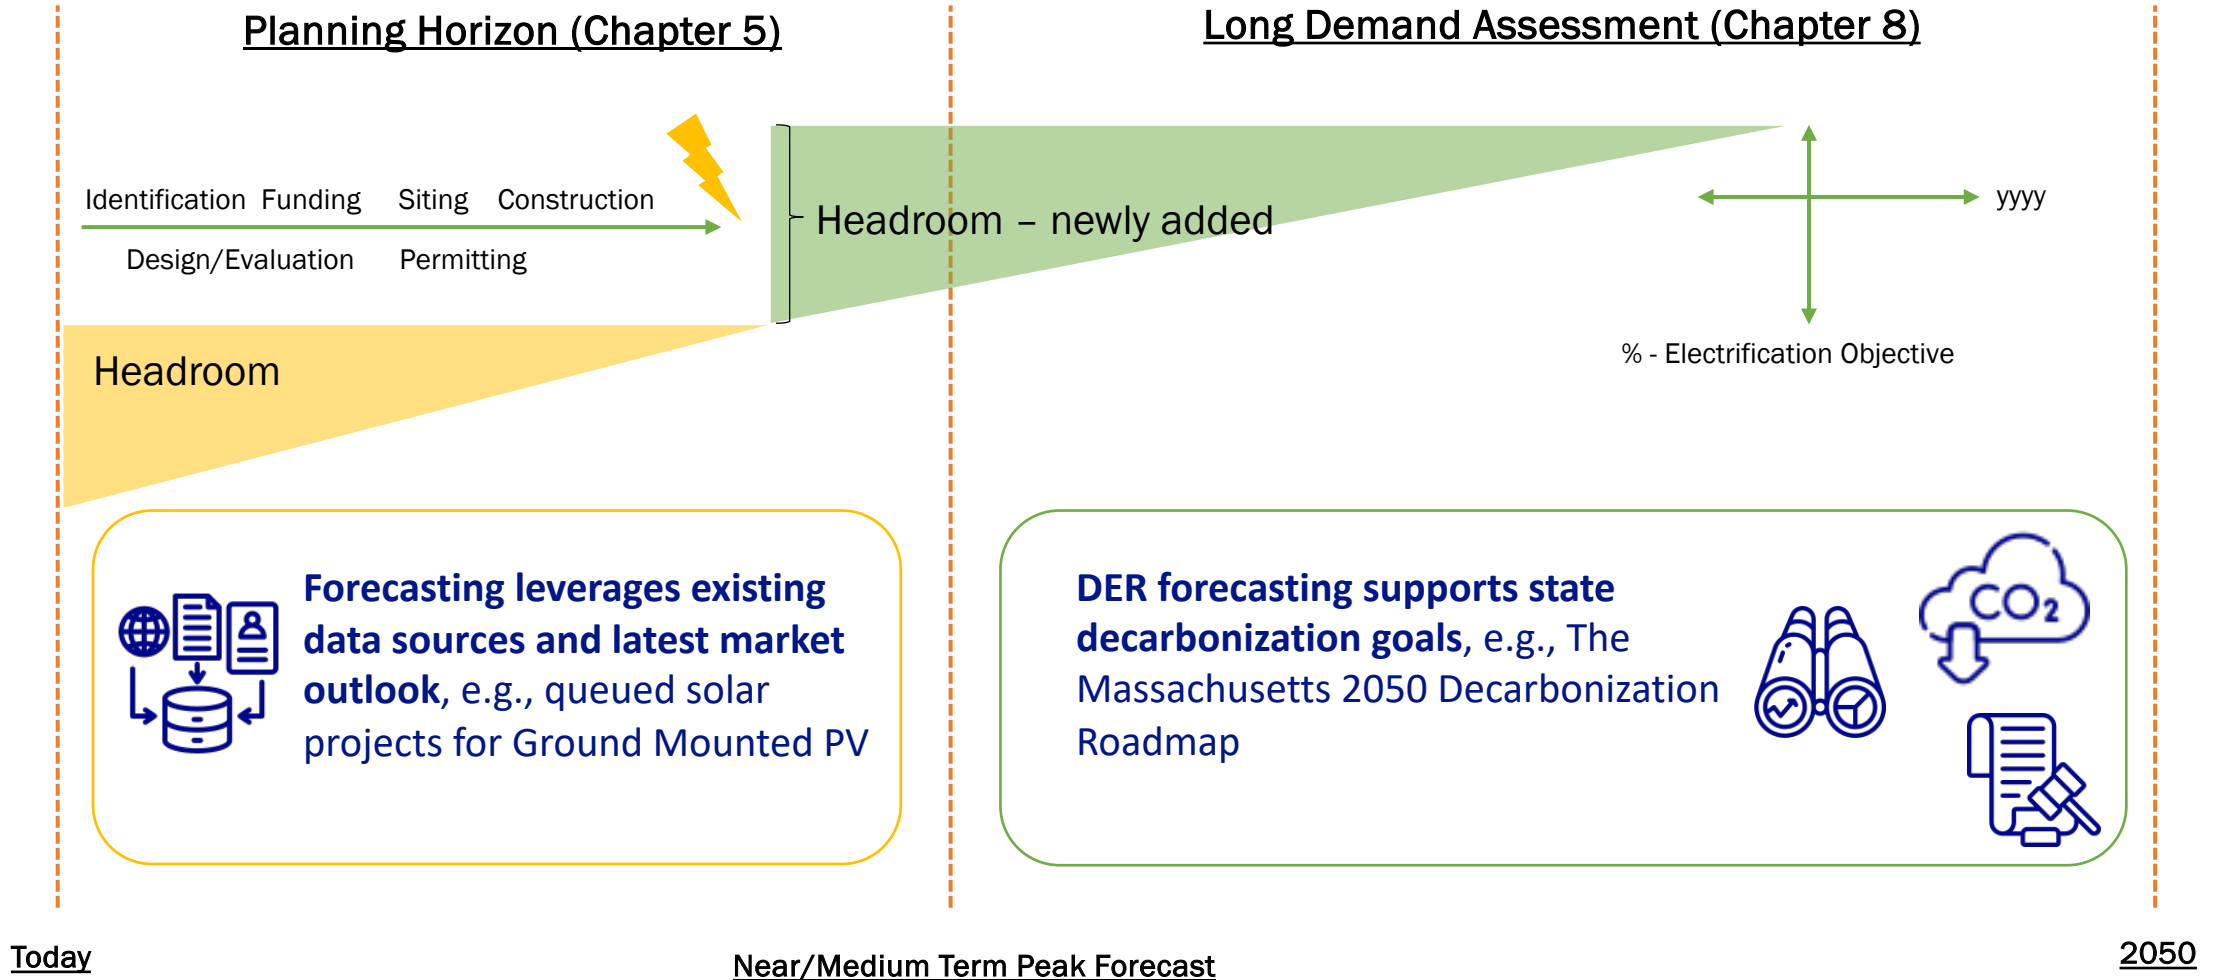 Planning Horizon (Chapter 5)
Long Demand Assessment (Chapter 8)
Identification Funding Siting Construction
Design/Evaluation Permitting
Headroom – newly added
yyyy
% - Electrification Objective
Headroom
Forecasting leverages existing
data sources and latest market
outlook, e.g., queued solar
projects for Ground Mounted PV
DER forecasting supports state
decarbonization goals, e.g., The
Massachusetts 2050 Decarbonization
Roadmap
CO2
Today
Near/Medium Term Peak Forecast
2050